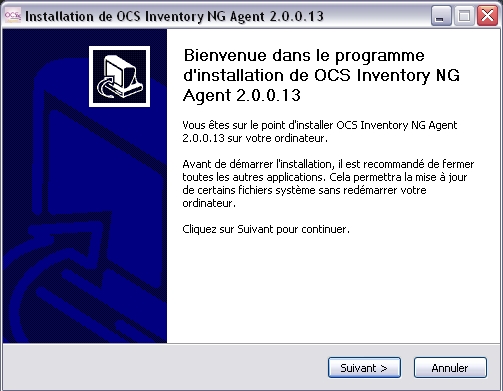 OCS
Installation de OCS Inventory NG Agent 2.0.0.13
Bienvenue dans le programme
d'installation de OCS Inventory NG
Agent 2.0.0.13
Vous êtes sur le point d'installer OCS Inventory NG Agent
2.0.0.13 sur votre ordinateur.
Avant de démarrer l'installation, il est recommandé de fermer
toutes les autres applications. Cela permettra la mise à jour
de certains fichiers système sans redémarrer votre
ordinateur.
Cliquez sur Suivant pour continuer.
Suivant >
Annuler